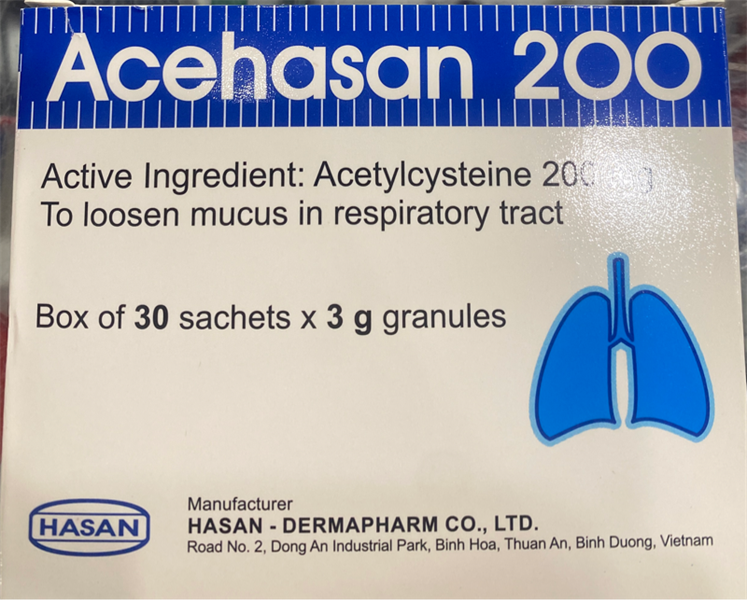 Acehasan 200
Active Ingredient: Acetylcysteine 200
To loosen mucus in respiratory tract
Box of 30 sachets x 3 g granules
HASAN
Manufacturer
HASAN - DERMAPHARM CO., LTD.
Road No. 2, Dong An Industrial Park, Binh Hoa, Thuan An, Binh Duong, Vietnam